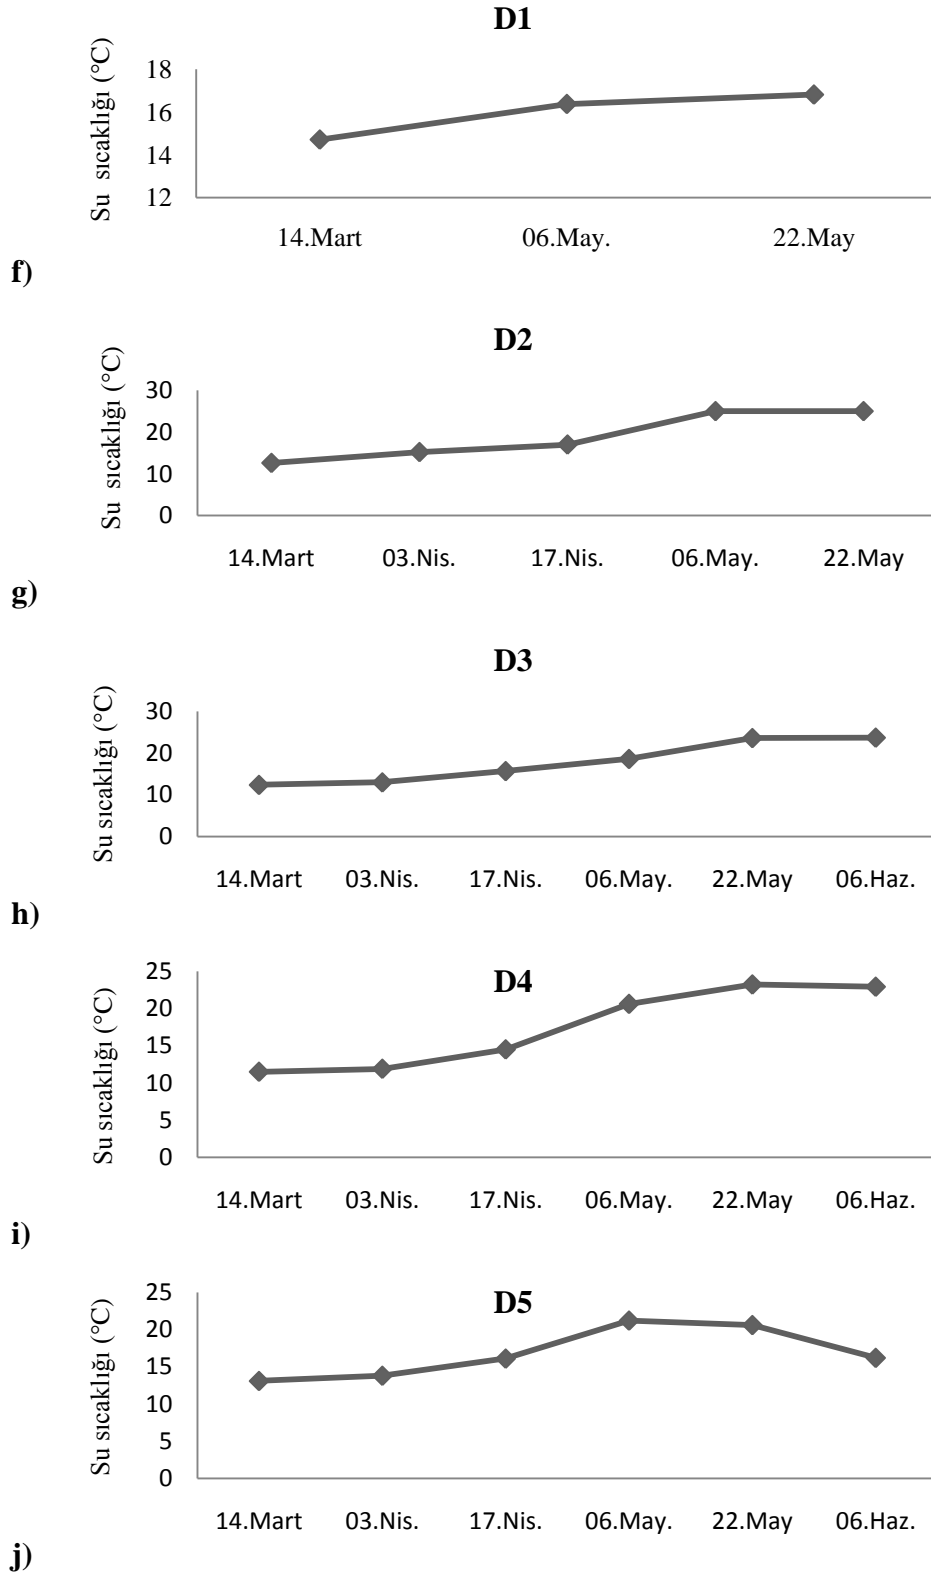 D1
Su  sıcaklığı (°C)
18
16
14
12
14.Mart 06.May. 22.May
f)
D2
Su  sıcaklığı (°C)
30
20
10
0
14.Mart 03.Nis. 17.Nis. 06.May. 22.May
g)
D3
Su sıcaklığı (°C)
30
20
10
0
14.Mart 03.Nis. 17.Nis. 06.May. 22.May 06.Haz.
h)
D4
Su sıcaklığı (°C)
25
20
15
10
5
0
14.Mart 03.Nis. 17.Nis. 06.May. 22.May 06.Haz.
i)
D5
Su sıcaklığı (°C)
25
20
15
10
5
0
14.Mart 03.Nis. 17.Nis. 06.May. 22.May 06.Haz.
j)